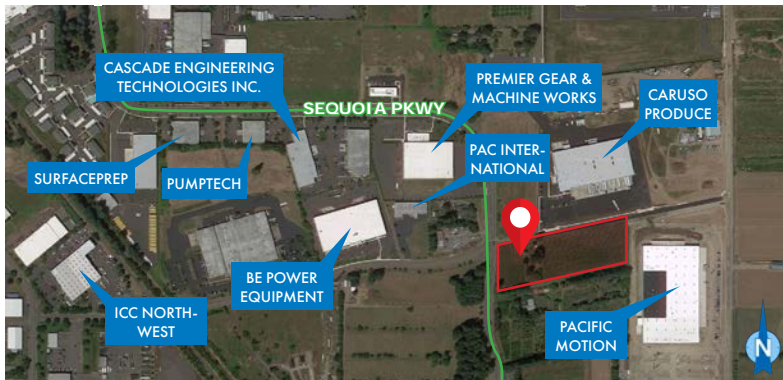 CASCADE ENGINEERING
TECHNOLOGIES INC.
SEQUOIA PKWY
PREMIER GEAR &
MACHINE WORKS
CARUSO
PRODUCE
SURFACEPREP
PUMPTECH
PAC INTER-
NATIONAL
BE POWER
EQUIPMENT
ICC NORTH-
WEST
PACIFIC
MOTION
N